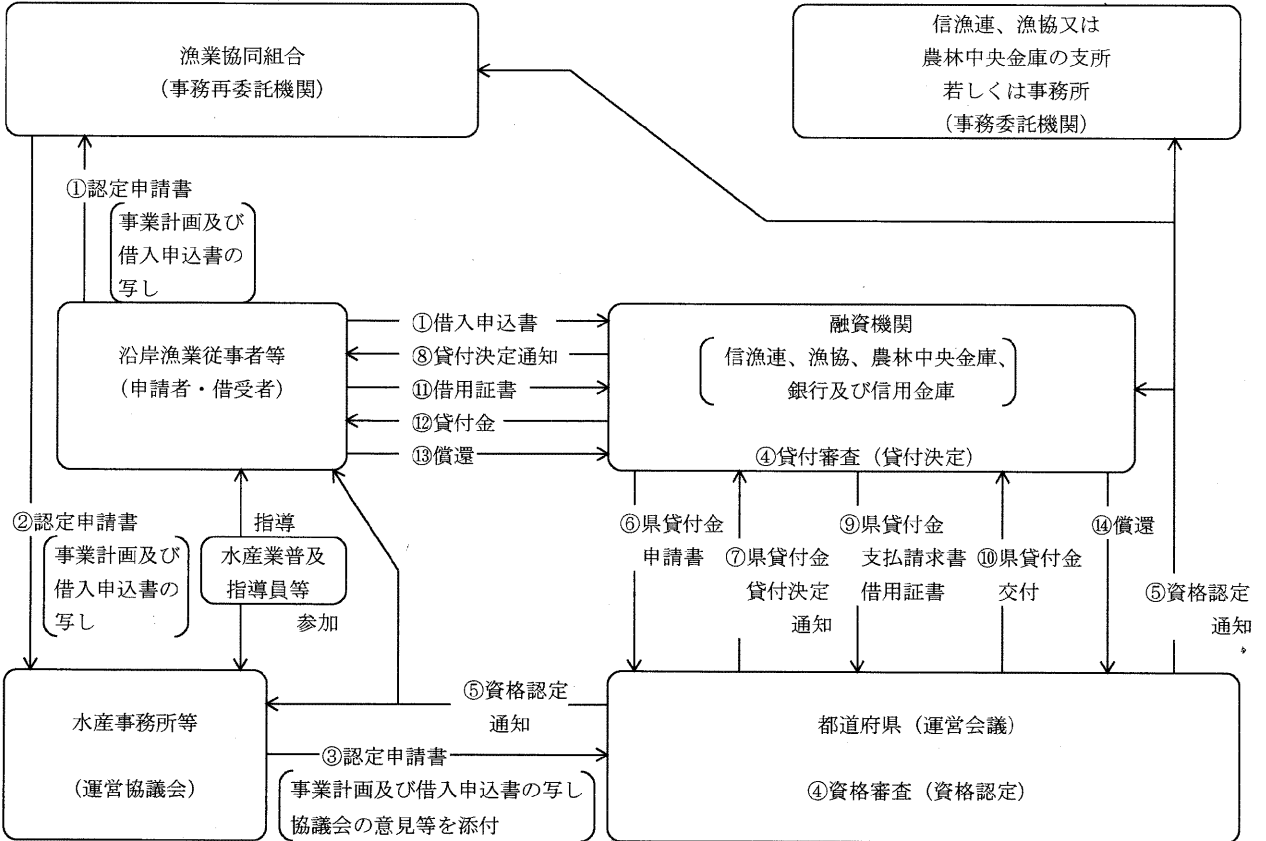 漁業協同組合
(事務再委託機関)
信漁連、漁協又は
農林中央金庫の支所
若しくは事務所
(事務委託機関)
①認定申請書
事業計画及び
借入申込書の
写し
沿岸漁業従事者等
(申請者・借受者)
①借入申込書
⑧貸付決定通知
⑪借用証書
⑫貸付金
⑬償還
融資機関
信漁連、漁協、農林中央金庫、
銀行及び信用金庫
④貸付審査(貸付決定)
②認定申請書
事業計画及び
借入申込書の
写し
指導
水産業普及
指導員等
参加
⑥県貸付金
申請書
⑦県貸付金
貸付決定
通知
⑨県貸付金
支払請求書
借用証書
⑩県貸付金
交付
⑭償還
⑤資格認定
通知
水産事務所等
(運営協議会)
⑤資格認定
通知
③認定申請書
事業計画及び借入申込書の写し
協議会の意見等を添付
都道府県(運営会議)
④資格審査(資格認定)